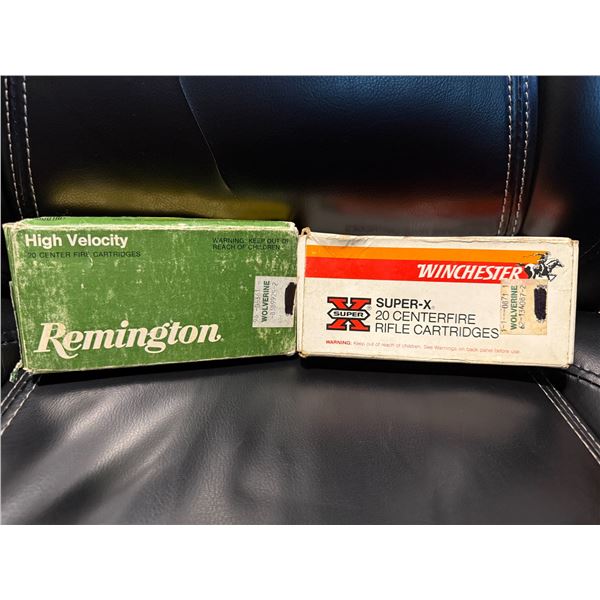 High Velocity
20 CENTER FIRE CARTRIDGES
WARNING: KEEP OUT OF
REACH OF CHILDREN
Remington
WOLVERINE
WINCHESTER
X
SUPER
SUPER-X
20 CENTERFIRE
RIFLE CARTRIDGES
WARNING: Keep out of reach of children. See Warnings on back panel before use.
WOLVERINE